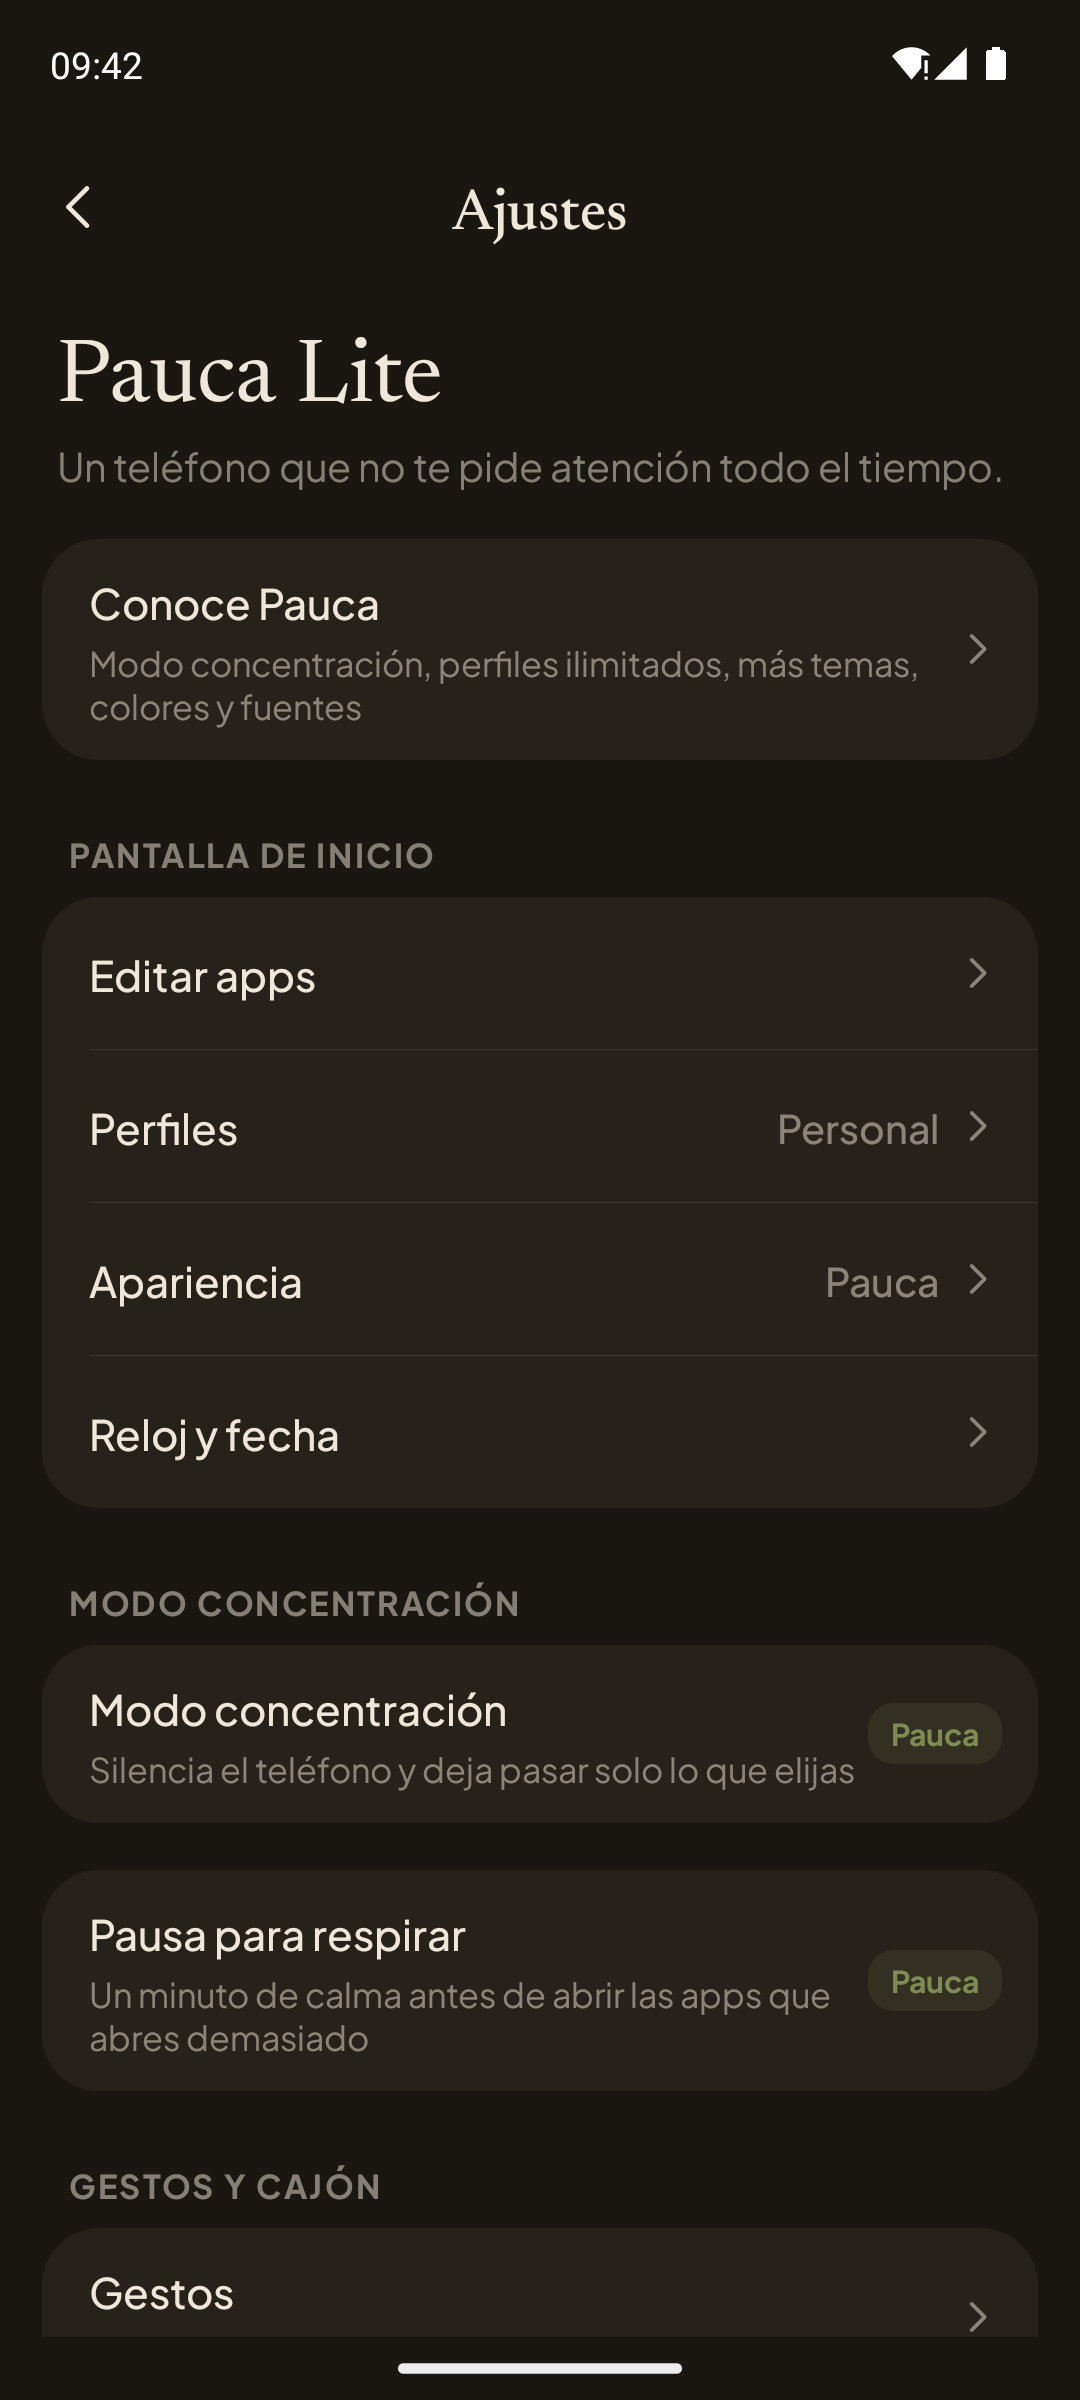 09:42
Ajustes
Pauca Lite
Un teléfono que no te pide atención todo el tiempo.
Conoce Pauca
Modo concentración, perfiles ilimitados, más temas,
colores y fuentes
PANTALLA DE INICIO
Editar apps
Perfiles Personal
Apariencia Pauca
Reloj y fecha
MODO CONCENTRACIÓN
Modo concentración
Silencia el teléfono y deja pasar solo lo que elijas
Pauca
Pausa para respirar
Un minuto de calma antes de abrir las apps que
abres demasiado
Pauca
GESTOS Y CAJÓN
Gestos